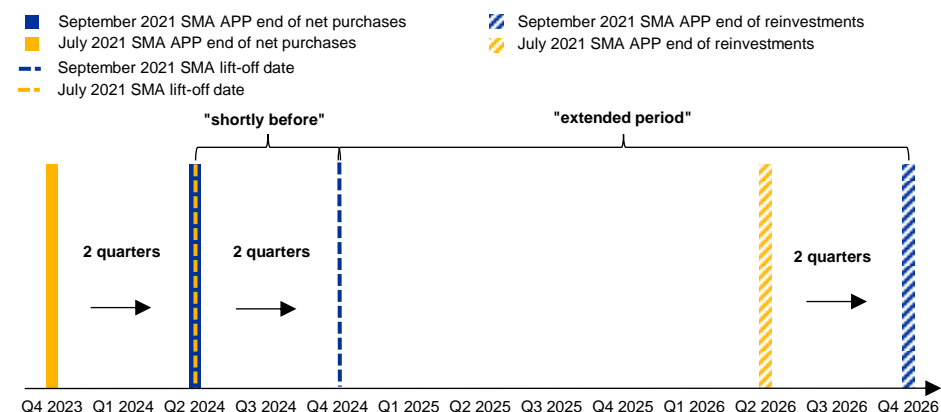 September 2021 SMA APP end of net purchases
July 2021 SMA APP end of net purchases
September 2021 SMA lift-off date
July 2021 SMA lift-off date
September 2021 SMA APP end of reinvestments
July 2021 SMA APP end of reinvestments
"shortly before"
"extended period"
2 quarters
2 quarters
2 quarters
Q4 2023 Q1 2024 Q2 2024 Q3 2024 Q4 2024 Q1 2025 Q2 2025 Q3 2025 Q4 2025 Q1 2026 Q2 2026 Q3 2026 Q4 2026